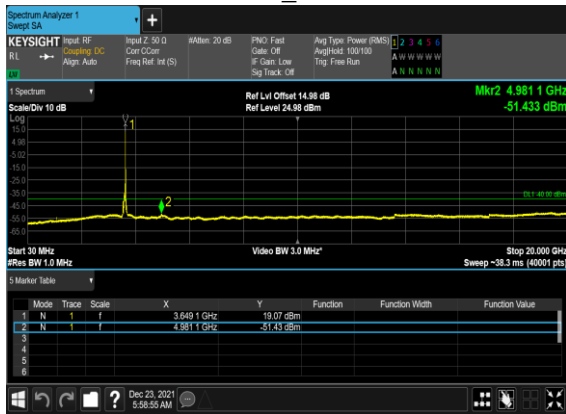 Spectrum Analyzer 1
Swept SA
KEYSIGHT Input: RF Input Z: 50 Ω #Atten: 20 dB PNO: Fast Avg Type: Power (RMS) 1 2 3 4 5 6
RL Coupling: DC Corr CCorr Gate: Off Avg|Hold: 100/100 A W W W W W
Align: Auto Freq Ref: Int (S) IF Gain: Low Trig: Free Run
Sig Track: Off A N N N N N
1 Spectrum
Scale/Div 10 dB Ref Lvl Offset 14.98 dB Mkr2 4.981 1 GHz
Ref Level 24.98 dBm -51.433 dBm
Log
15.0
4.98
-5.02
-15.0
-25.0
-35.0
-45.0
-55.0
-65.0
1
2
DL1 -40.00 dBm
Start 30 MHz Video BW 3.0 MHz* Stop 20.000 GHz
#Res BW 1.0 MHz Sweep ~38.3 ms (40001 pts)
5 Marker Table
Mode Trace Scale X Y Function Function Width Function Value
1 N 1 f 3.649 1 GHz 19.07 dBm
2 N 1 f 4.981 1 GHz -51.43 dBm
3
4
5
6
? Dec 23, 2021
5:58:55 AM